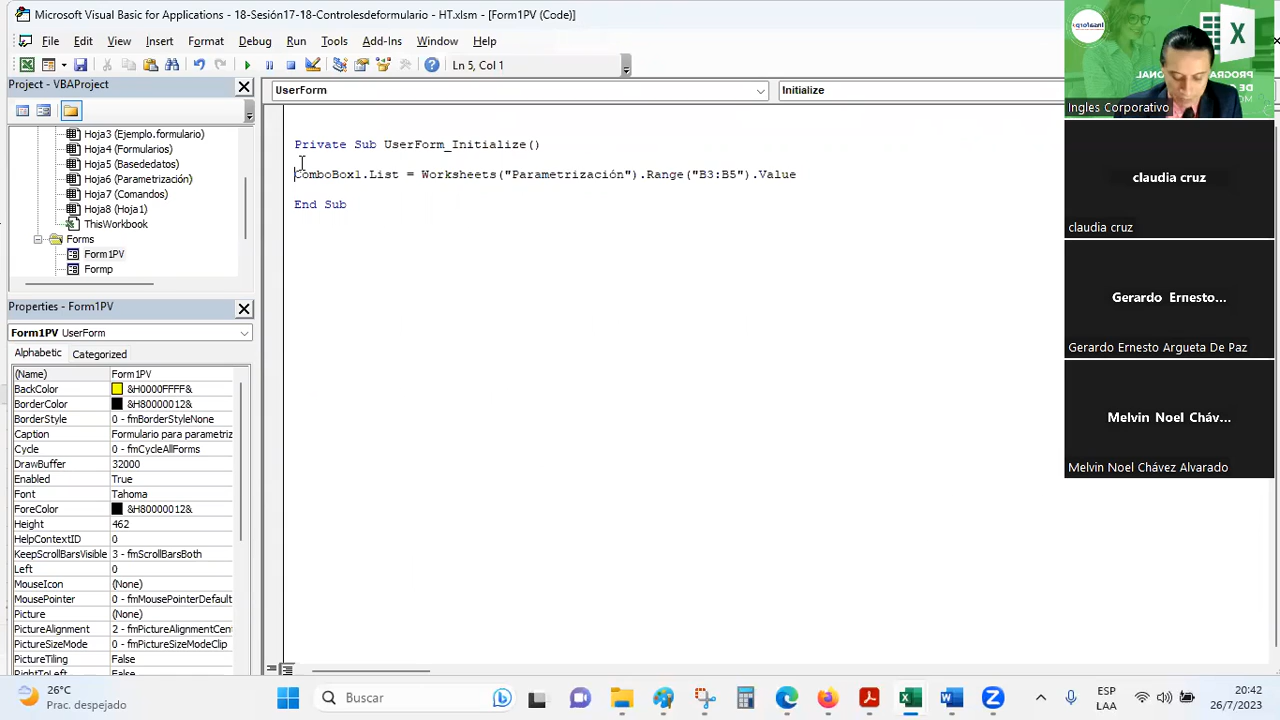 Microsoft Visual Basic for Applications - 18-Sesión17-18-Controlesdeformulario - HT.xlsm - [Form1PV (Code)]
File Edit View Insert Format Debug Run Tools Add-Ins Window Help
Ln 5, Col 1
Project - VBAProject
UserForm
Initialize
Hoja3 (Ejemplo.formulario)
Hoja4 (Formularios)
Hoja5 (Basededatos)
Hoja6 (Parametrización)
Hoja7 (Comandos)
Hoja8 (Hoja1)
ThisWorkbook
Forms
Form1PV
Formp
Private Sub UserForm_Initialize()
ComboBox1.List = Worksheets("Parametrización").Range("B3:B5").Value
End Sub
Properties - Form1PV
Form1PV UserForm
Alphabetic Categorized
(Name) Form1PV
BackColor &H0000FFFF&
BorderColor &H80000012&
BorderStyle 0 - fmBorderStyleNone
Caption Formulario para parametriz
Cycle 0 - fmCycleAllForms
DrawBuffer 32000
Enabled True
Font Tahoma
ForeColor &H80000012&
Height 462
HelpContextID 0
KeepScrollBarsVisible 3 - fmScrollBarsBoth
Left 0
MouseIcon (None)
MousePointer 0 - fmMousePointerDefault
Picture (None)
PictureAlignment 2 - fmPictureAlignmentCen
PictureSizeMode 0 - fmPictureSizeModeClip
PictureTiling False
RightToLeft False
Ingles Corporativo
claudia cruz
claudia cruz
Gerardo Ernesto...
Gerardo Ernesto Argueta De Paz
Melvin Noel Cháv...
Melvin Noel Chávez Alvarado
26°C
Prac. despejado
Buscar
ESP
LAA
20:42
26/7/2023